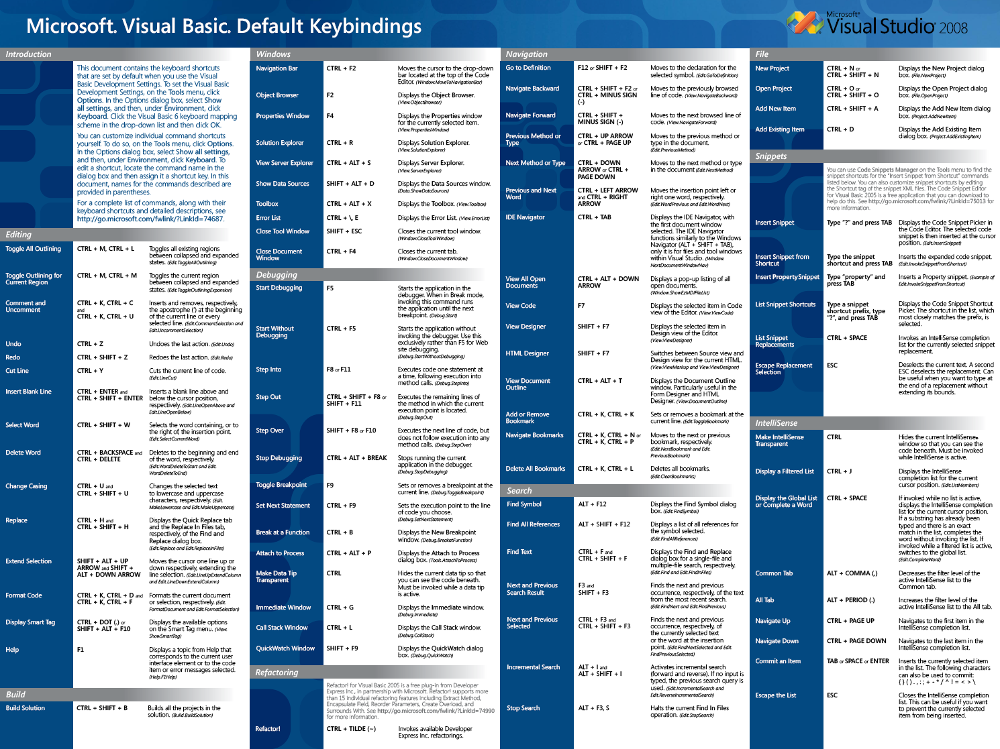 Microsoft® Visual Basic® Default Keybindings
Microsoft®
Visual Studio® 2008
Introduction
This document contains the keyboard shortcuts
that are set by default when you use the Visual
Basic Development Settings. To set the Visual Basic
Development Settings, on the Tools menu, click
Options. In the Options dialog box, select Show
all settings, and then, under Environment, click
Keyboard. Click the Visual Basic 6 keyboard mapping
scheme in the drop-down list and then click OK.
You can customize individual command shortcuts
yourself. To do so, on the Tools menu, click Options.
In the Options dialog box, select Show all settings,
and then, under Environment, click Keyboard. To
edit a shortcut, locate the command name in the
dialog box and then assign it a shortcut key. In this
document, names for the commands described are
provided in parentheses.
For a complete list of commands, along with their
keyboard shortcuts and detailed descriptions, see
http://go.microsoft.com/fwlink/?LinkId=74687.
Editing
Toggle All Outlining
CTRL + M, CTRL + L
Toggles all existing regions
between collapsed and expanded
states. (Edit.ToggleAllOutlining)
Toggle Outlining for
Current Region
CTRL + M, CTRL + M
Toggles the current region
between collapsed and expanded
states. (Edit.ToggleOutliningExpansion)
Comment and
Uncomment
CTRL + K, CTRL + C
and
CTRL + K, CTRL + U
Inserts and removes, respectively,
the apostrophe (') at the beginning
of the current line or every
selected line. (Edit.CommentSelection and
Edit.UncommentSelection)
Undo
CTRL + Z
Undoes the last action. (Edit.Undo)
Redo
CTRL + SHIFT + Z
Redoes the last action. (Edit.Redo)
Cut Line
CTRL + Y
Cuts the current line of code.
(Edit.LineCut)
Insert Blank Line
CTRL + ENTER and
CTRL + SHIFT + ENTER
Inserts a blank line above and
below the cursor position,
respectively. (Edit.LineOpenAbove and
Edit.LineOpenBelow)
Select Word
CTRL + SHIFT + W
Selects the word containing, or to
the right of, the insertion point.
(Edit.SelectCurrentWord)
Delete Word
CTRL + BACKSPACE and
CTRL + DELETE
Deletes to the beginning and end
of the word, respectively.
(Edit.WordDeleteToStart and Edit.
WordDeleteToEnd)
Change Casing
CTRL + U and
CTRL + SHIFT + U
Changes the selected text
to lowercase and uppercase
characters, respectively. (Edit.
MakeLowercase and Edit.MakeUppercase)
Replace
CTRL + H and
CTRL + SHIFT + H
Displays the Quick Replace tab
and the Replace In Files tab,
respectively, of the Find and
Replace dialog box.
(Edit.Replace and Edit.ReplaceInFiles)
Extend Selection
SHIFT + ALT + UP
ARROW and SHIFT +
ALT + DOWN ARROW
Moves the cursor one line up or
down respectively, extending the
line selection. (Edit.LineUpExtendColumn
and Edit.LineDownExtendColumn)
Format Code
CTRL + K, CTRL + D and
CTRL + K, CTRL + F
Formats the current document
or selection, respectively. (Edit.
FormatDocument and Edit.FormatSelection)
Display Smart Tag
CTRL + DOT (.) or
SHIFT + ALT + F10
Displays the available options
on the Smart Tag menu. (View.
ShowSmartTag)
Help
F1
Displays a topic from Help that
corresponds to the current user
interface element or to the code
item or error messages selected.
(Help.F1Help)
Build
Build Solution
CTRL + SHIFT + B
Builds all the projects in the
solution. (Build.BuildSolution)
Windows
Navigation Bar
CTRL + F2
Moves the cursor to the drop-down
bar located at the top of the Code
Editor. (Window.MoveToNavigationBar)
Object Browser
F2
Displays the Object Browser.
(View.ObjectBrowser)
Properties Window
F4
Displays the Properties window
for the currently selected item.
(View.PropertiesWindow)
Solution Explorer
CTRL + R
Displays Solution Explorer.
(View.SolutionExplorer)
View Server Explorer
CTRL + ALT + S
Displays Server Explorer.
(View.ServerExplorer)
Show Data Sources
SHIFT + ALT + D
Displays the Data Sources window.
(Data.ShowDataSources)
Toolbox
CTRL + ALT + X
Displays the Toolbox. (View.Toolbox)
Error List
CTRL + \, E
Displays the Error List. (View.ErrorList)
Close Tool Window
SHIFT + ESC
Closes the current tool window.
(Window.CloseToolWindow)
Close Document
Window
CTRL + F4
Closes the current tab.
(Window.CloseDocumentWindow)
Debugging
Start Debugging
F5
Starts the application in the
debugger. When in Break mode,
invoking this command runs
the application until the next
breakpoint. (Debug.Start)
Start Without
Debugging
CTRL + F5
Starts the application without
invoking the debugger. Use this
exclusively rather than F5 for Web
site debugging.
(Debug.StartWithoutDebugging)
Step Into
F8 or F11
Executes code one statement at
a time, following execution into
method calls. (Debug.StepInto)
Step Out
CTRL + SHIFT + F8 or
SHIFT + F11
Executes the remaining lines of
the method in which the current
execution point is located.
(Debug.StepOut)
Step Over
SHIFT + F8 or F10
Executes the next line of code, but
does not follow execution into any
method calls. (Debug.StepOver)
Stop Debugging
CTRL + ALT + BREAK
Stops running the current
application in the debugger.
(Debug.StopDebugging)
Toggle Breakpoint
F9
Sets or removes a breakpoint at the
current line. (Debug.ToggleBreakpoint)
Set Next Statement
CTRL + F9
Sets the execution point to the line
of code you choose.
(Debug.SetNextStatement)
Break at a Function
CTRL + B
Displays the New Breakpoint
window. (Debug.BreakatFunction)
Attach to Process
CTRL + ALT + P
Displays the Attach to Process
dialog box. (Tools.AttachToProcess)
Make Data Tip
Transparent
CTRL
Hides the current data tip so that
you can see the code beneath.
Must be invoked while a data tip
is active.
Immediate Window
CTRL + G
Displays the Immediate window.
(Debug.Immediate)
Call Stack Window
CTRL + L
Displays the Call Stack window.
(Debug.CallStack)
QuickWatch Window
SHIFT + F9
Displays the QuickWatch dialog
box. (Debug.QuickWatch)
Refactoring
Refactor! for Visual Basic 2005 is a free plug-in from Developer
Express Inc., in partnership with Microsoft. Refactor! supports more
than 15 individual refactoring features including Extract Method,
Encapsulate Field, Reorder Parameters, Create Overload, and
Surrounds With. See http://go.microsoft.com/fwlink/?LinkId=74990
for more information.
Refactor!
CTRL + TILDE (~)
Invokes available Developer
Express Inc. refactorings.
Navigation
Go to Definition
F12 or SHIFT + F2
Moves to the declaration for the
selected symbol. (Edit.GoToDefinition)
Navigate Backward
CTRL + SHIFT + F2 or
CTRL + MINUS SIGN
(-)
Moves to the previously browsed
line of code. (View.NavigateBackward)
Navigate Forward
CTRL + SHIFT +
MINUS SIGN (-)
Moves to the next browsed line of
code. (View.NavigateForward)
Previous Method or
Type
CTRL + UP ARROW
or CTRL + PAGE UP
Moves to the previous method or
type in the document.
(Edit.PreviousMethod)
Next Method or Type
CTRL + DOWN
ARROW or CTRL +
PAGE DOWN
Moves to the next method or type
in the document (Edit.NextMethod)
Previous and Next
Word
CTRL + LEFT ARROW
and CTRL + RIGHT
ARROW
Moves the insertion point left or
right one word, respectively.
(Edit.WordPrevious and Edit.WordNext)
IDE Navigator
CTRL + TAB
Displays the IDE Navigator, with
the first document window
selected. The IDE Navigator
functions similarly to the Windows
Navigator (ALT + SHIFT + TAB),
only it is for files and tool windows
within Visual Studio. (Window.
NextDocumentWindowNav)
View All Open
Documents
CTRL + ALT + DOWN
ARROW
Displays a pop-up listing of all
open documents.
(Window.ShowEzMDIFileList)
View Code
F7
Displays the selected item in Code
view of the Editor. (View.ViewCode)
View Designer
SHIFT + F7
Displays the selected item in
Design view of the Editor.
(View.ViewDesigner)
HTML Designer
SHIFT + F7
Switches between Source view and
Design view for the current HTML.
(View.ViewMarkup and View.ViewDesigner)
View Document
Outline
CTRL + ALT + T
Displays the Document Outline
window. Particularly useful in the
Form Designer and HTML
Designer. (View.DocumentOutline)
Add or Remove
Bookmark
CTRL + K, CTRL + K
Sets or removes a bookmark at the
current line. (Edit.ToggleBookmark)
Navigate Bookmarks
CTRL + K, CTRL + N or
CTRL + K, CTRL + P
Moves to the next or previous
bookmark, respectively.
(Edit.NextBookmark and Edit.
PreviousBookmark)
Delete All Bookmarks
CTRL + K, CTRL + L
Deletes all bookmarks.
(Edit.ClearBookmarks)
Search
Find Symbol
ALT + F12
Displays the Find Symbol dialog
box. (Edit.FindSymbol)
Find All References
ALT + SHIFT + F12
Displays a list of all references for
the symbol selected.
(Edit.FindAllReferences)
Find Text
CTRL + F and
CTRL + SHIFT + F
Displays the Find and Replace
dialog box for a single-file and
multiple-file search, respectively.
(Edit.Find and Edit.FindInFiles)
Next and Previous
Search Result
F3 and
SHIFT + F3
Finds the next and previous
occurrence, respectively, of the text
from the most recent search.
(Edit.FindNext and Edit.FindPrevious)
Next and Previous
Selected
CTRL + F3 and
CTRL + SHIFT + F3
Finds the next and previous
occurrence, respectively, of
the currently selected text
or the word at the insertion
point. (Edit.FindNextSelected and Edit.
FindPreviousSelected)
Incremental Search
ALT + I and
ALT + SHIFT + I
Activates incremental search
(forward and reverse). If no input is
typed, the previous search query is
used. (Edit.IncrementalSearch and
Edit.ReverseIncrementalSearch)
Stop Search
ALT + F3, S
Halts the current Find In Files
operation. (Edit.StopSearch)
File
New Project
CTRL + N or
CTRL + SHIFT + N
Displays the New Project dialog
box. (File.NewProject)
Open Project
CTRL + O or
CTRL + SHIFT + O
Displays the Open Project dialog
box. (File.OpenProject)
Add New Item
CTRL + SHIFT + A
Displays the Add New Item dialog
box. (Project.AddNewItem)
Add Existing Item
CTRL + D
Displays the Add Existing Item
dialog box. (Project.AddExistingItem)
Snippets
You can use Code Snippets Manager on the Tools menu to find the
snippet shortcuts for the "Insert Snippet from Shortcut" commands
listed below. You can also customize snippet shortcuts by editing
the Shortcut tag of the snippet XML files. The Code Snippet Editor
for Visual Basic 2005 is a free application that you can download to
help do this. See http://go.microsoft.com/fwlink/?LinkId=75013 for
more information.
Insert Snippet
Type "?" and press TAB
Displays the Code Snippet Picker in
the Code Editor. The selected code
snippet is then inserted at the cursor
position. (Edit.InsertSnippet)
Insert Snippet from
Shortcut
Type the snippet
shortcut and press TAB
Inserts the expanded code snippet.
(Edit.InvokeSnippetFromShortcut)
Insert Property Snippet
Type "property" and
press TAB
Inserts a Property snippet. (Example of
Edit.InvokeSnippetFromShortcut)
List Snippet Shortcuts
Type a snippet
shortcut prefix, type
"?", and press TAB
Displays the Code Snippet Shortcut
Picker. The shortcut in the list, which
most closely matches the prefix, is
selected.
List Snippet
Replacements
CTRL + SPACE
Invokes an IntelliSense completion
list for the currently selected snippet
replacement.
Escape Replacement
Selection
ESC
Deselects the current text. A second
ESC deselects the replacement. Can
be useful when you want to type at
the end of a replacement without
extending its bounds.
IntelliSense
Make IntelliSense
Transparent
CTRL
Hides the current IntelliSense®
window so that you can see the
code beneath. Must be invoked
while IntelliSense is active.
Display a Filtered List
CTRL + J
Displays the IntelliSense
completion list for the current
cursor position. (Edit.ListMembers)
Display the Global List
or Complete a Word
CTRL + SPACE
If invoked while no list is active,
displays the IntelliSense completion
list for the current cursor position.
If a substring has already been
typed and there is an exact
match in the list, completes the
word without invoking the list. If
invoked while a filtered list is active,
switches to the global list.
(Edit.CompleteWord)
Common Tab
ALT + COMMA (,)
Decreases the filter level of the
active IntelliSense list to the
Common tab.
All Tab
ALT + PERIOD (.)
Increases the filter level of the
active IntelliSense list to the All tab.
Navigate Up
CTRL + PAGE UP
Navigates to the first item in the
IntelliSense completion list.
Navigate Down
CTRL + PAGE DOWN
Navigates to the last item in the
IntelliSense completion list.
Commit an Item
TAB or SPACE or ENTER
Inserts the currently selected item
in the list. The following characters
can also be used to commit:
{ } ( ) . , : ; + - * / ^ ! = < > \
Escape the List
ESC
Closes the IntelliSense completion
list. This can be useful if you want
to prevent the currently selected
item from being inserted.